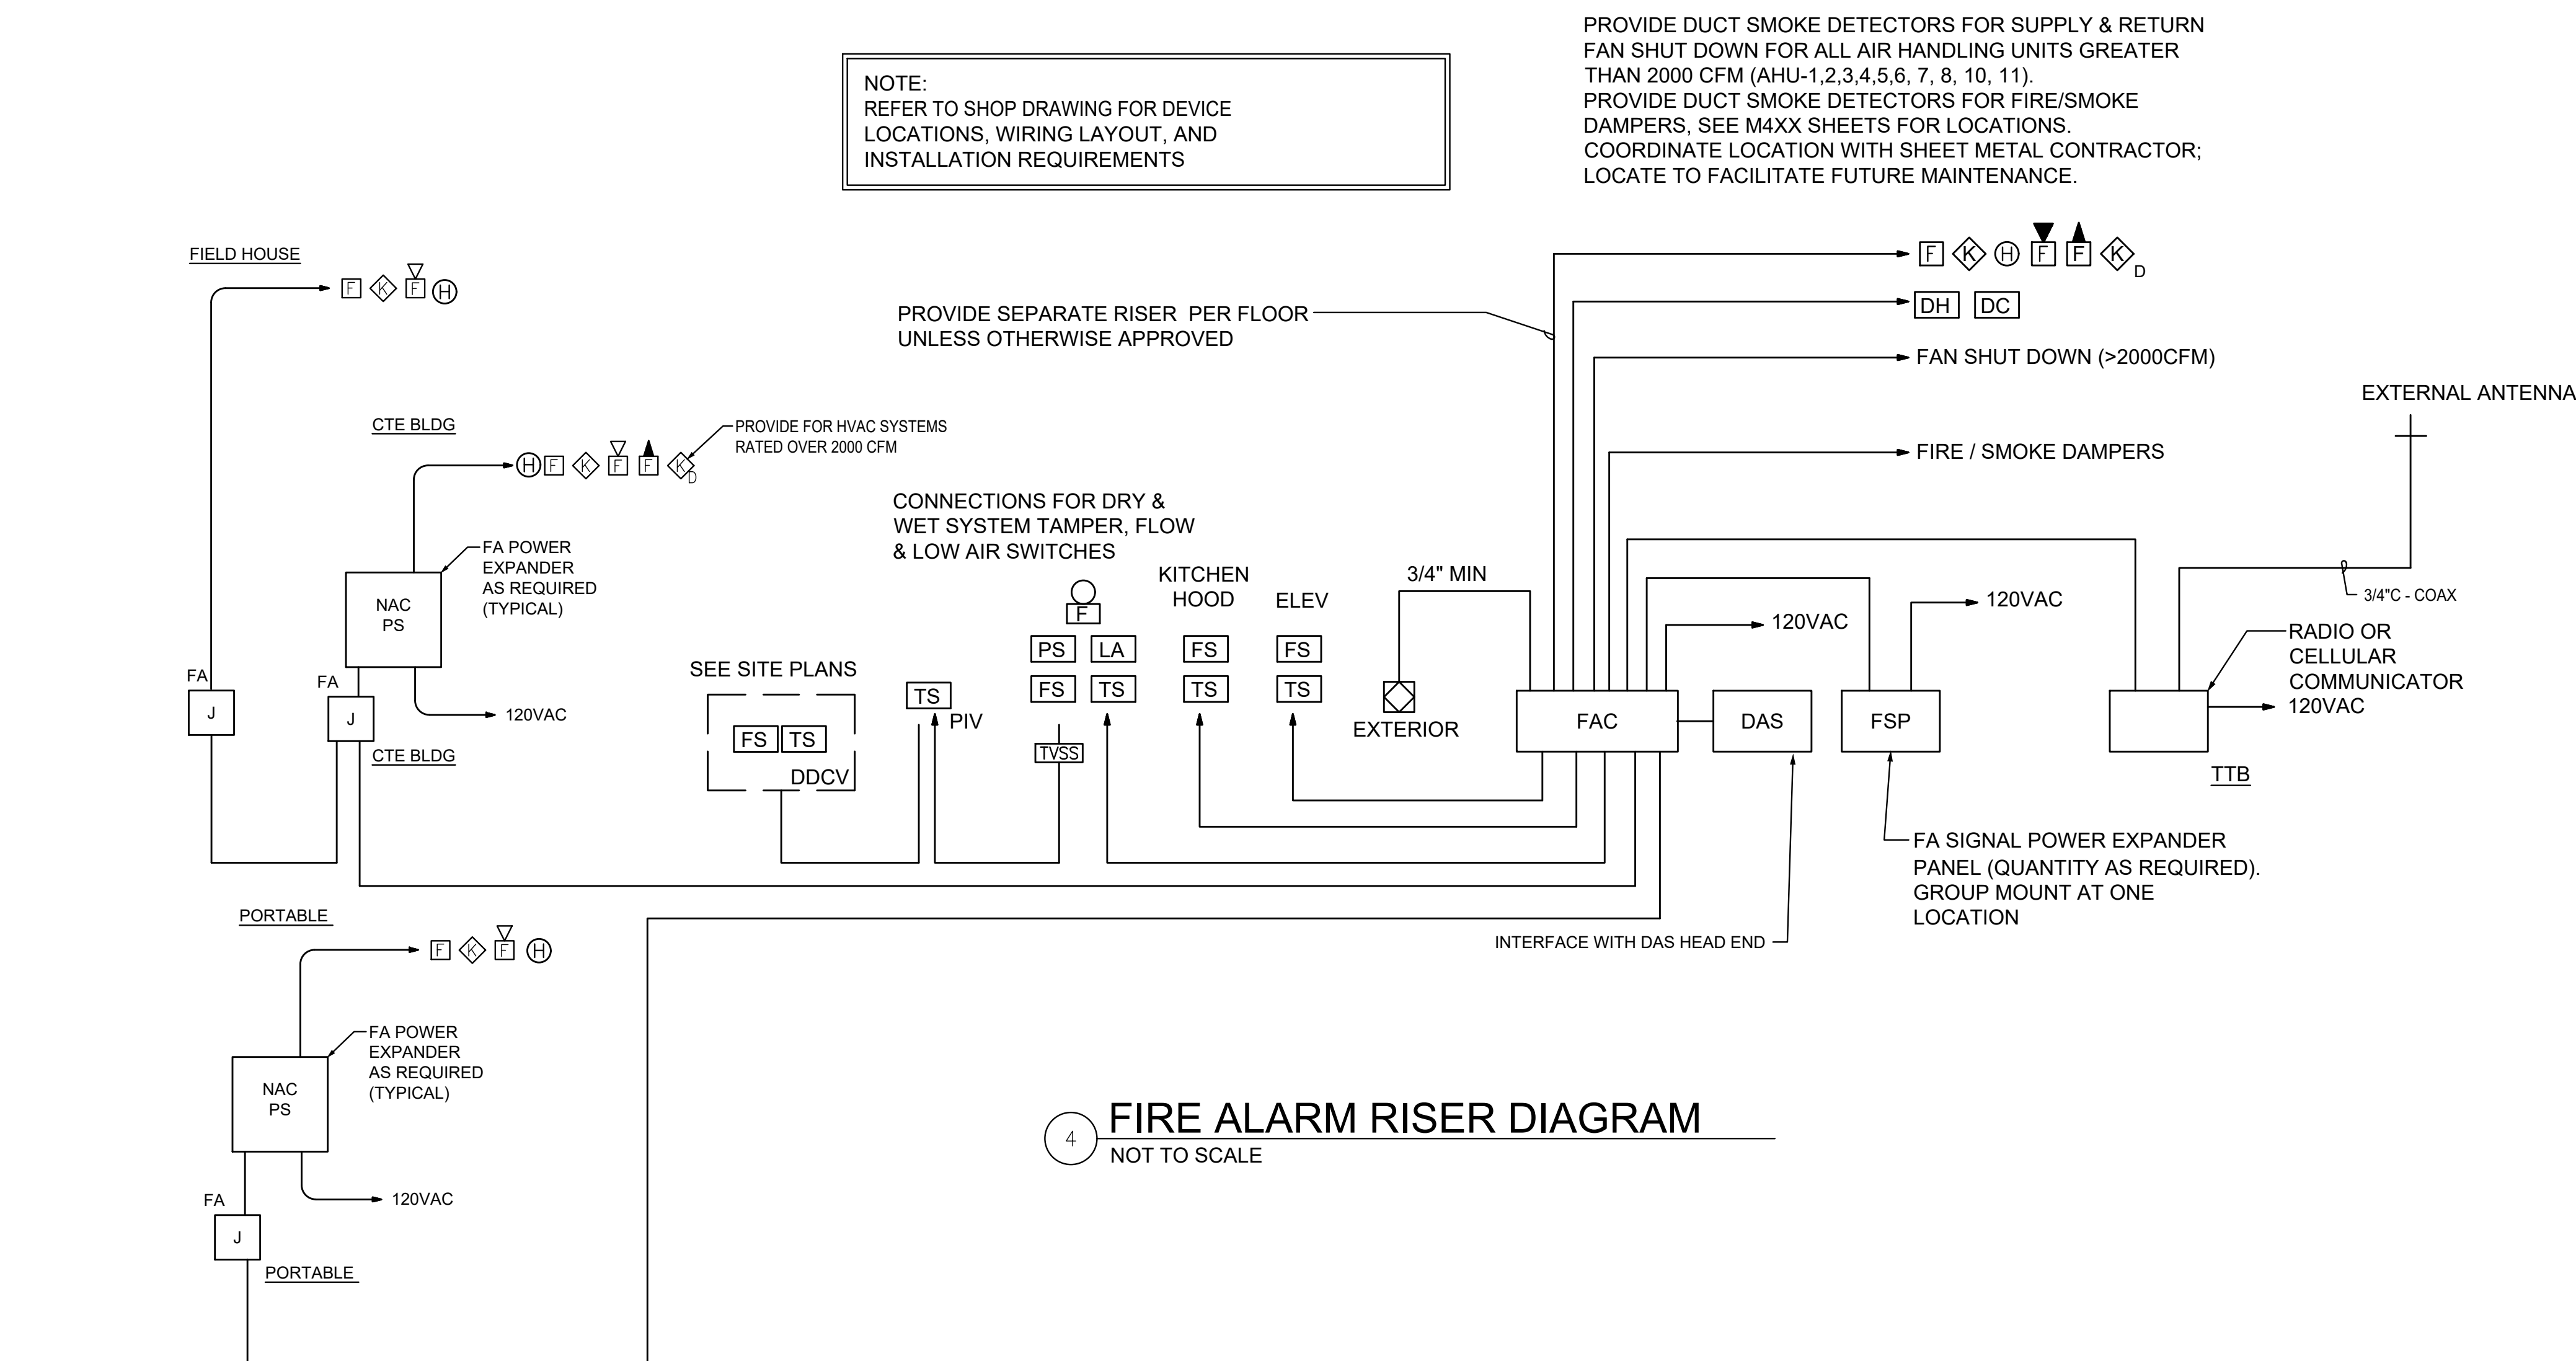 PROVIDE DUCT SMOKE DETECTORS FOR SUPPLY & RETURN
FAN SHUT DOWN FOR ALL AIR HANDLING UNITS GREATER
THAN 2000 CFM (AHU-1,2,3,4,5,6, 7, 8, 10, 11).
PROVIDE DUCT SMOKE DETECTORS FOR FIRE/SMOKE
DAMPERS, SEE M4XX SHEETS FOR LOCATIONS.
COORDINATE LOCATION WITH SHEET METAL CONTRACTOR;
LOCATE TO FACILITATE FUTURE MAINTENANCE.
NOTE:
REFER TO SHOP DRAWING FOR DEVICE
LOCATIONS, WIRING LAYOUT, AND
INSTALLATION REQUIREMENTS
FIELD HOUSE
F K F H
F K H F F K D
DH DC
PROVIDE SEPARATE RISER PER FLOOR
UNLESS OTHERWISE APPROVED
FAN SHUT DOWN (>2000CFM)
EXTERNAL ANTENNA
FIRE / SMOKE DAMPERS
CTE BLDG
H F K F F K D
PROVIDE FOR HVAC SYSTEMS
RATED OVER 2000 CFM
FA POWER
EXPANDER
AS REQUIRED
(TYPICAL)
NAC
PS
FA
J
FA
J
120VAC
CTE BLDG
CONNECTIONS FOR DRY &
WET SYSTEM TAMPER, FLOW
& LOW AIR SWITCHES
F
PS LA
FS TS
TVSS
KITCHEN
HOOD
FS
TS
ELEV
FS
TS
SEE SITE PLANS
FS TS
DDCV
TS
PIV
3/4" MIN
EXTERIOR
120VAC
120VAC
FAC
DAS
FSP
3/4"C - COAX
RADIO OR
CELLULAR
COMMUNICATOR
120VAC
TTB
FA SIGNAL POWER EXPANDER
PANEL (QUANTITY AS REQUIRED).
GROUP MOUNT AT ONE
LOCATION
INTERFACE WITH DAS HEAD END
PORTABLE
F K F H
FA POWER
EXPANDER
AS REQUIRED
(TYPICAL)
NAC
PS
FA
J
120VAC
PORTABLE
4
FIRE ALARM RISER DIAGRAM
NOT TO SCALE